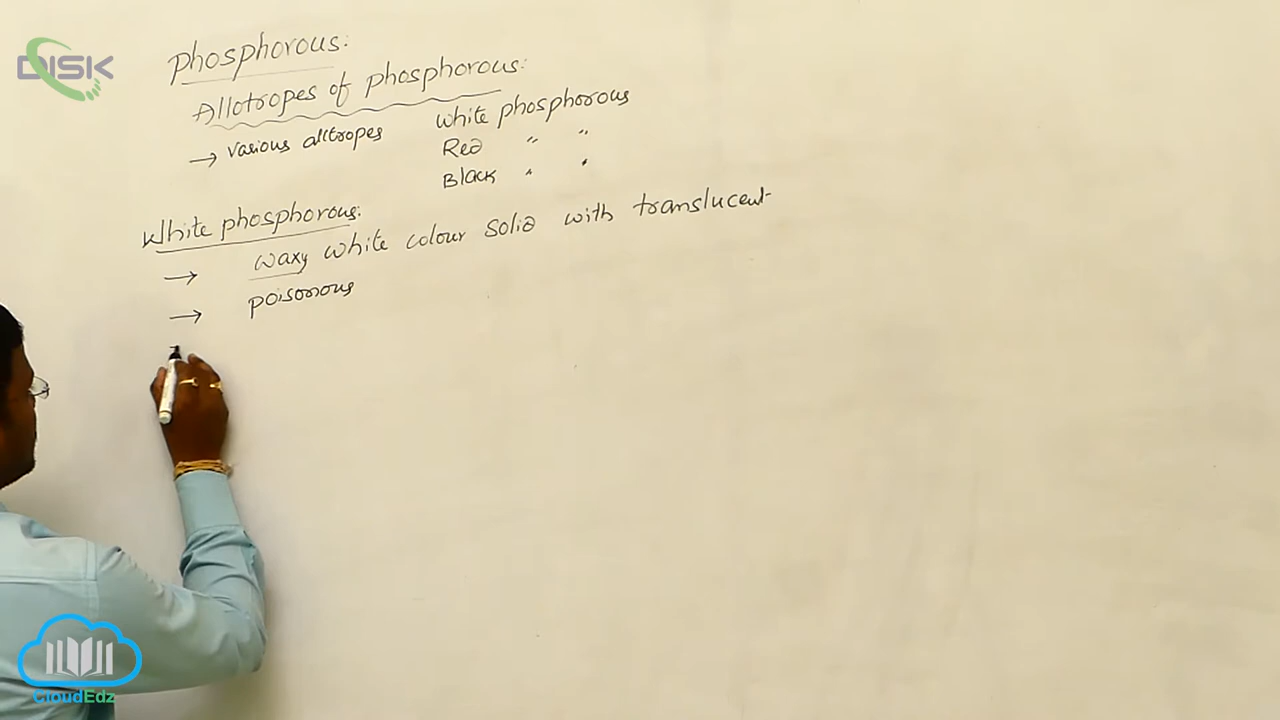 DISK
Phosphorous:
Allotropes of phosphorous:
→ various alltropes white phosphorous
Red " "
Black " "
White phosphorous:
→ waxy white colour solid with translucent
→ poisonous
CloudEdz